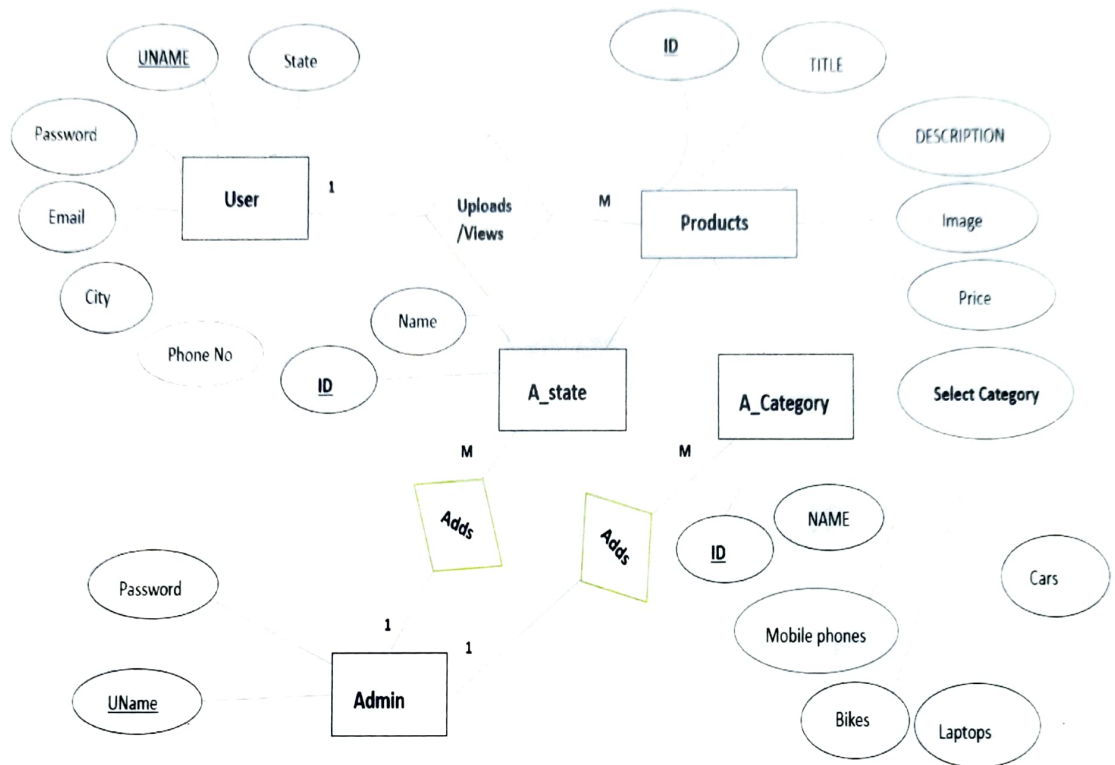 UNAME
State
ID
TITLE
Password
DESCRIPTION
User
1
Uploads
/Views
M
Products
Email
Image
City
Name
Price
Phone No
ID
A_state
A_Category
Select Category
M
M
Adds
Adds
NAME
ID
Cars
Password
Mobile phones
1
1
UName
Admin
Bikes
Laptops